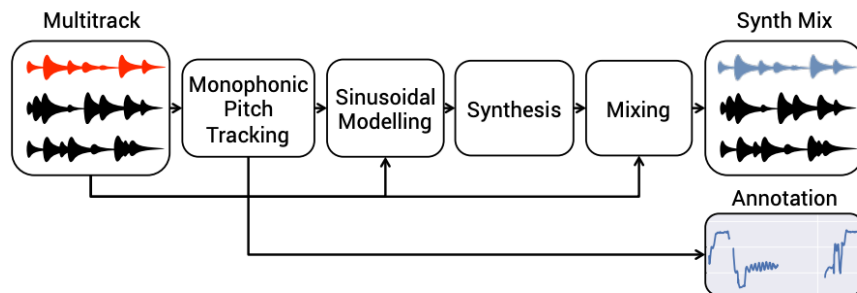 Multitrack
Synth Mix
Monophonic
Pitch
Tracking
Sinusoidal
Modelling
Synthesis
Mixing
Annotation